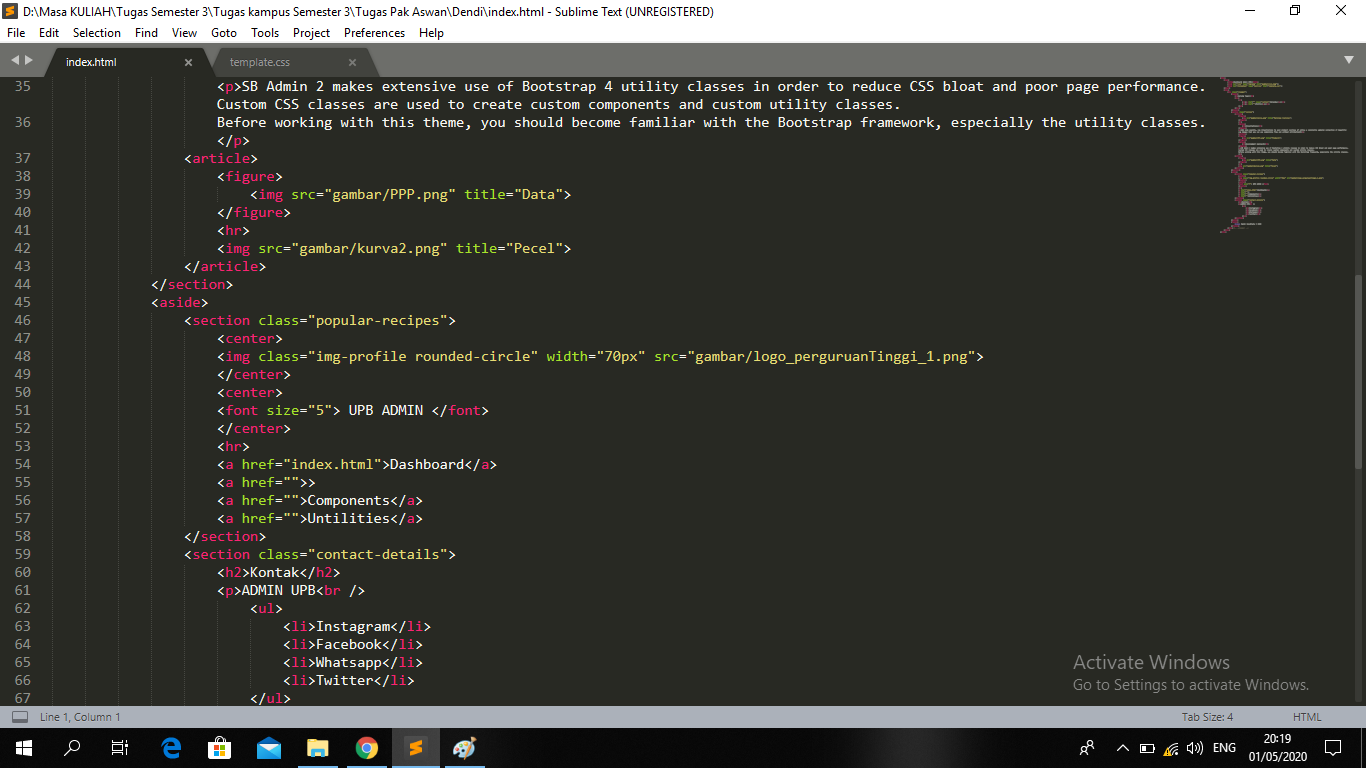 D:\Masa KULIAH\Tugas Semester 3\Tugas kampus Semester 3\Tugas Pak Aswan\Dendi\index.html - Sublime Text (UNREGISTERED)
File Edit Selection Find View Goto Tools Project Preferences Help
index.html × template.css ×
35 <p>SB Admin 2 makes extensive use of Bootstrap 4 utility classes in order to reduce CSS bloat and poor page performance.
Custom CSS classes are used to create custom components and custom utility classes.
36 Before working with this theme, you should become familiar with the Bootstrap framework, especially the utility classes.
</p>
37 <article>
38 <figure>
39 <img src="gambar/PPP.png" title="Data">
40 </figure>
41 <hr>
42 <img src="gambar/kurva2.png" title="Pecel">
43 </article>
44 </section>
45 <aside>
46 <section class="popular-recipes">
47 <center>
48 <img class="img-profile rounded-circle" width="70px" src="gambar/logo_perguruanTinggi_1.png">
49 </center>
50 <center>
51 <font size="5"> UPB ADMIN </font>
52 </center>
53 <hr>
54 <a href="index.html">Dashboard</a>
55 <a href="">>
56 <a href="">Components</a>
57 <a href="">Untilities</a>
58 </section>
59 <section class="contact-details">
60 <h2>Kontak</h2>
61 <p>ADMIN UPB<br />
62 <ul>
63 <li>Instagram</li>
64 <li>Facebook</li>
65 <li>Whatsapp</li>
66 <li>Twitter</li>
67 </ul>
Activate Windows
Go to Settings to activate Windows.
Line 1, Column 1 Tab Size: 4 HTML
ENG 20:19
01/05/2020